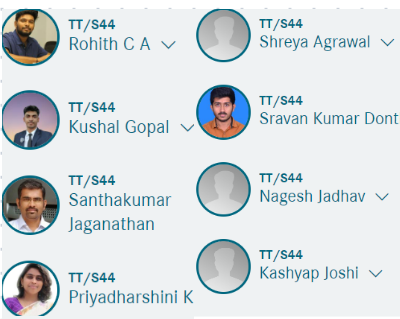 TT/S44
Rohith C A
TT/S44
Kushal Gopal
TT/S44
Santhakumar
Jaganathan
TT/S44
Priyadharshini K
TT/S44
Shreya Agrawal
TT/S44
Sravan Kumar Dont
TT/S44
Nagesh Jadhav
TT/S44
Kashyap Joshi